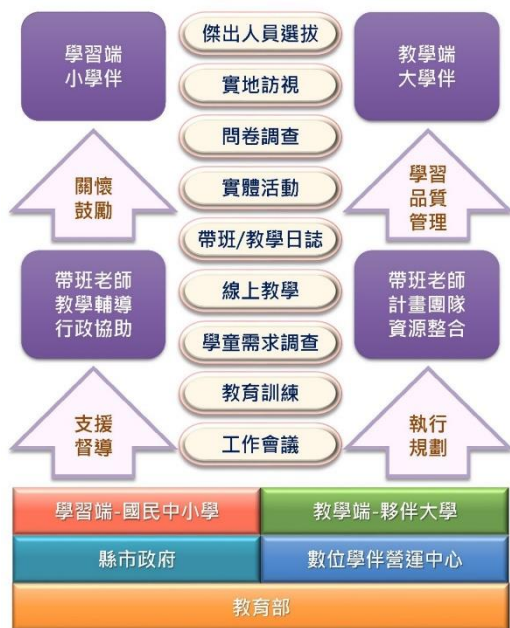 學習端
小學伴
傑出人員選拔
教學端
大學伴
實地訪視
問卷調查
關懷
鼓勵
實體活動
學習
品質
管理
帶班/教學日誌
帶班老師
教學輔導
行政協助
線上教學
帶班老師
計畫團隊
資源整合
學童需求調查
教育訓練
支援
督導
工作會議
執行
規劃
學習端-國民中小學
教學端-夥伴大學
縣市政府
數位學伴營運中心
教育部